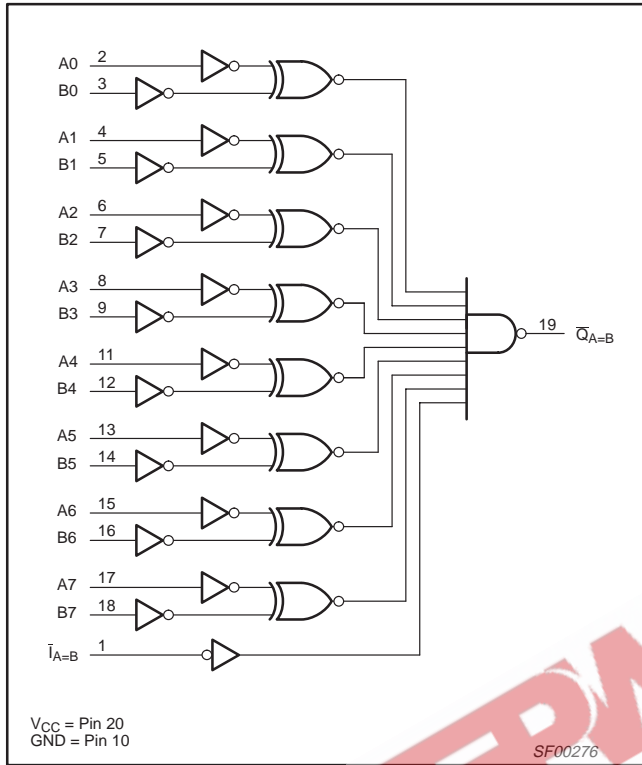 A0 2
B0 3
A1 4
B1 5
A2 6
B2 7
A3 8
B3 9
A4 11
B4 12
19 Q̅A=B
A5 13
B5 14
A6 15
B6 16
A7 17
B7 18
I̅A=B 1
VCC = Pin 20
GND = Pin 10
SF00276